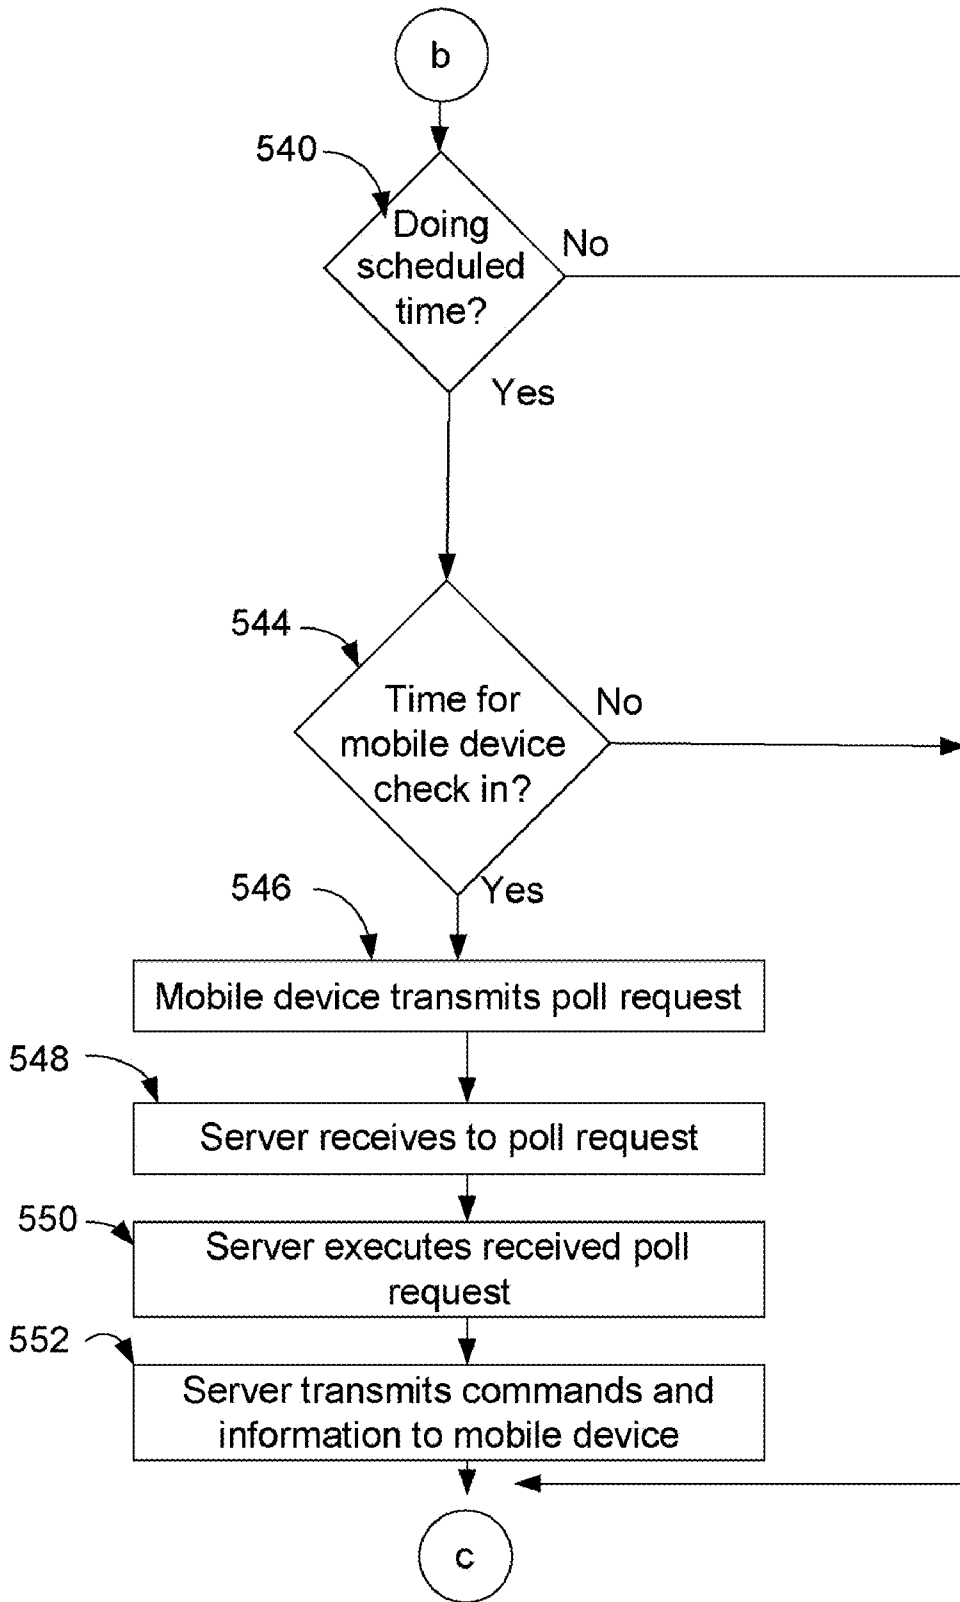 b
540
Doing
scheduled
time?
No
Yes
544
Time for
mobile device
check in?
No
Yes
546
Mobile device transmits poll request
548
Server receives to poll request
550
Server executes received poll
request
552
Server transmits commands and
information to mobile device
c